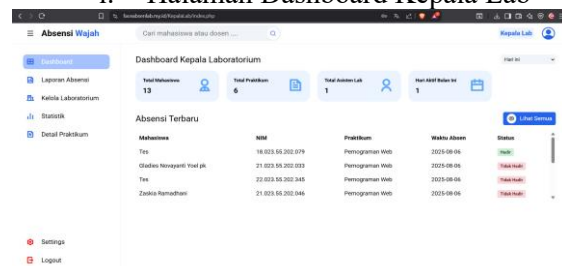 4. Halaman Dashboard Kepala Lab
Absensi Wajah
Cari mahasiswa atau dosen ....
Kepala Lab
Dashboard
Laporan Absensi
Kelola Laboratorium
Statistik
Detail Praktikum
Settings
Logout
Dashboard Kepala Laboratorium
Hari ini
Total Mahasiswa
13
Total Praktikum
6
Total Asisten Lab
1
Hari Aktif Bulan Ini
1
Absensi Terbaru
Lihat Semua
Mahasiswa NIM Praktikum Waktu Absen Status
Tes 18.023.55.202.079 Pemograman Web 2025-08-06 Hadir
Gladies Novayanti Yoel pk 21.023.55.202.033 Pemograman Web 2025-08-06 Tidak Hadir
Tes 22.023.55.202.345 Pemograman Web 2025-08-06 Tidak Hadir
Zaskia Ramadhani 21.023.55.202.046 Pemograman Web 2025-08-06 Tidak Hadir